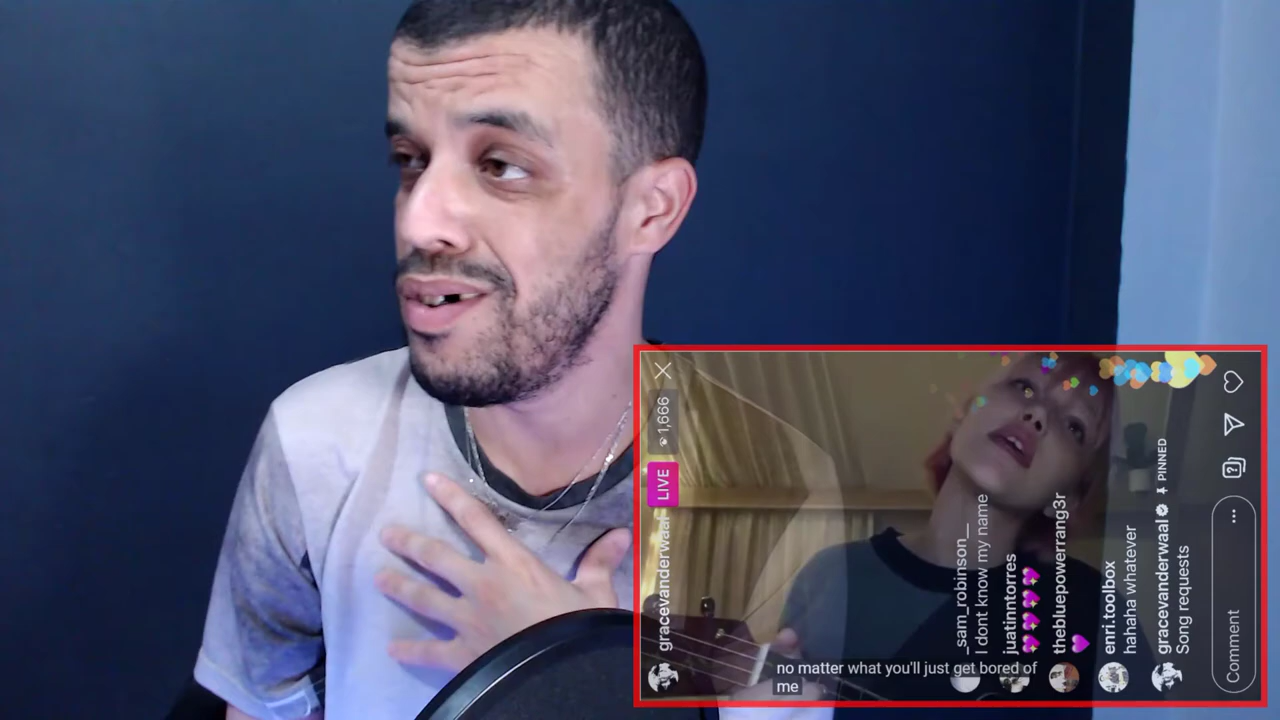 gracevanderwaal
LIVE
1,666
_sam_robinson__
I dont know my name
juatinntorres
thebluepowerrang3r
enri.toolbox
hahaha whatever
gracevanderwaal PINNED
Song requests
Comment
no matter what you'll just get bored of
me